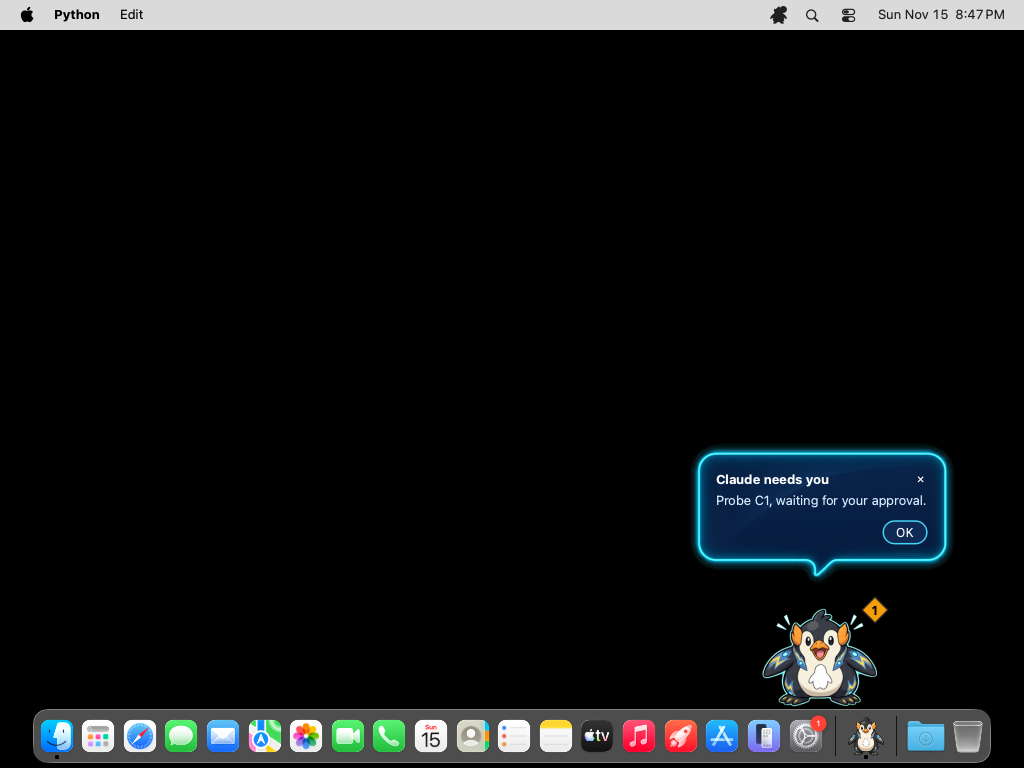 Python Edit
Sun Nov 15 8:47 PM
Claude needs you ×
Probe C1, waiting for your approval.
OK
1
Sun
15
tv
1